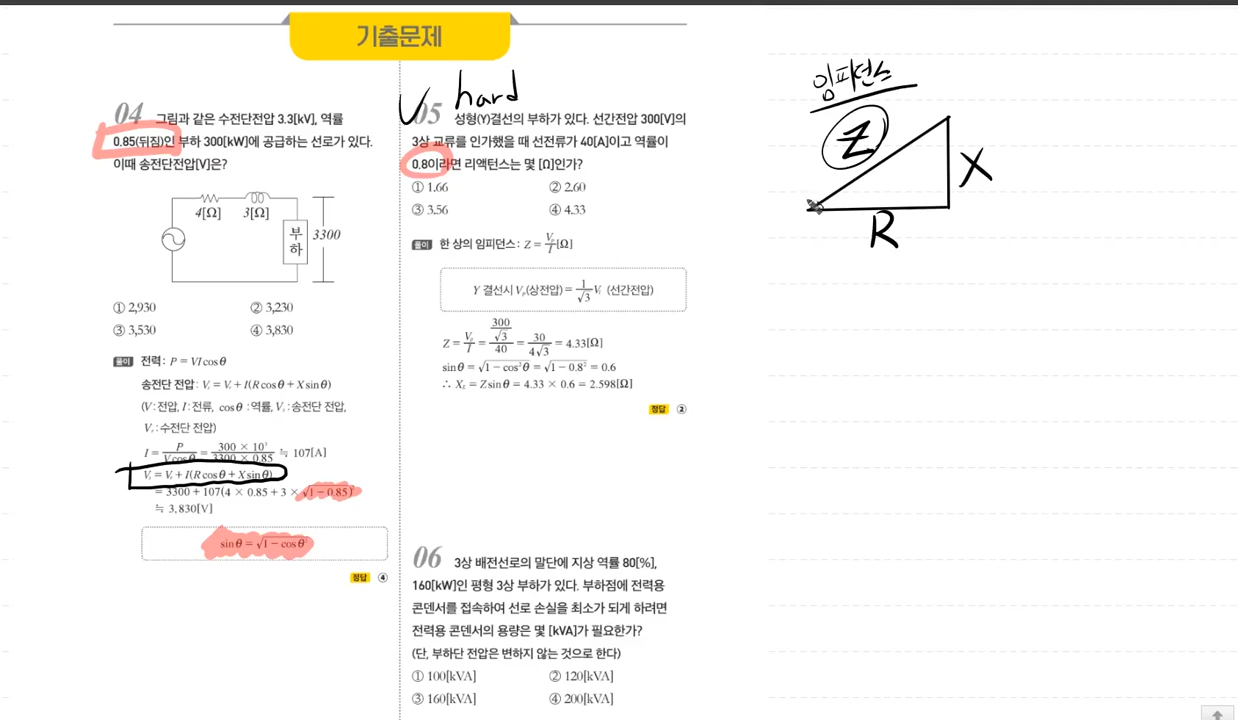 기출문제
04 그림과 같은 수전단전압 3.3[kV], 역률
0.85(뒤짐)인 부하 300[kW]에 공급하는 선로가 있다.
이때 송전단전압[V]은?
4[Ω] 3[Ω]
부하
3300
① 2,930 ② 3,230
③ 3,530 ④ 3,830
풀이 전력 : P = VI cos θ
송전단 전압 : Vₛ = Vᵣ + I(R cos θ + X sin θ)
(V : 전압, I : 전류, cos θ : 역률, Vₛ : 송전단 전압,
Vᵣ : 수전단 전압)
I = P / V cos θ = 300 × 10³ / 3300 × 0.85 ≒ 107[A]
Vₛ = Vᵣ + I(R cos θ + X sin θ)
= 3300 + 107(4 × 0.85 + 3 × √1 − 0.85²)
≒ 3,830[V]
sin θ = √1 − cos θ²
정답 ④
hard
05 성형(Y)결선의 부하가 있다. 선간전압 300[V]의
3상 교류를 인가했을 때 선전류가 40[A]이고 역률이
0.8이라면 리액턴스는 몇 [Ω]인가?
① 1.66 ② 2.60
③ 3.56 ④ 4.33
풀이 한 상의 임피던스 : Z = Vₚ/I [Ω]
Y 결선시 Vₚ(상전압) = 1/√3 Vₗ (선간전압)
Z = Vₚ/I = 300/√3 / 40 = 30 / 4√3 = 4.33[Ω]
sin θ = √1 − cos² θ = √1 − 0.8² = 0.6
∴ X_L = Z sin θ = 4.33 × 0.6 = 2.598[Ω]
정답 ②
06 3상 배전선로의 말단에 지상 역률 80[%],
160[kW]인 평형 3상 부하가 있다. 부하점에 전력용
콘덴서를 접속하여 선로 손실을 최소가 되게 하려면
전력용 콘덴서의 용량은 몇 [kVA]가 필요한가?
(단, 부하단 전압은 변하지 않는 것으로 한다)
① 100[kVA] ② 120[kVA]
③ 160[kVA] ④ 200[kVA]
임피던스
Z
X
R